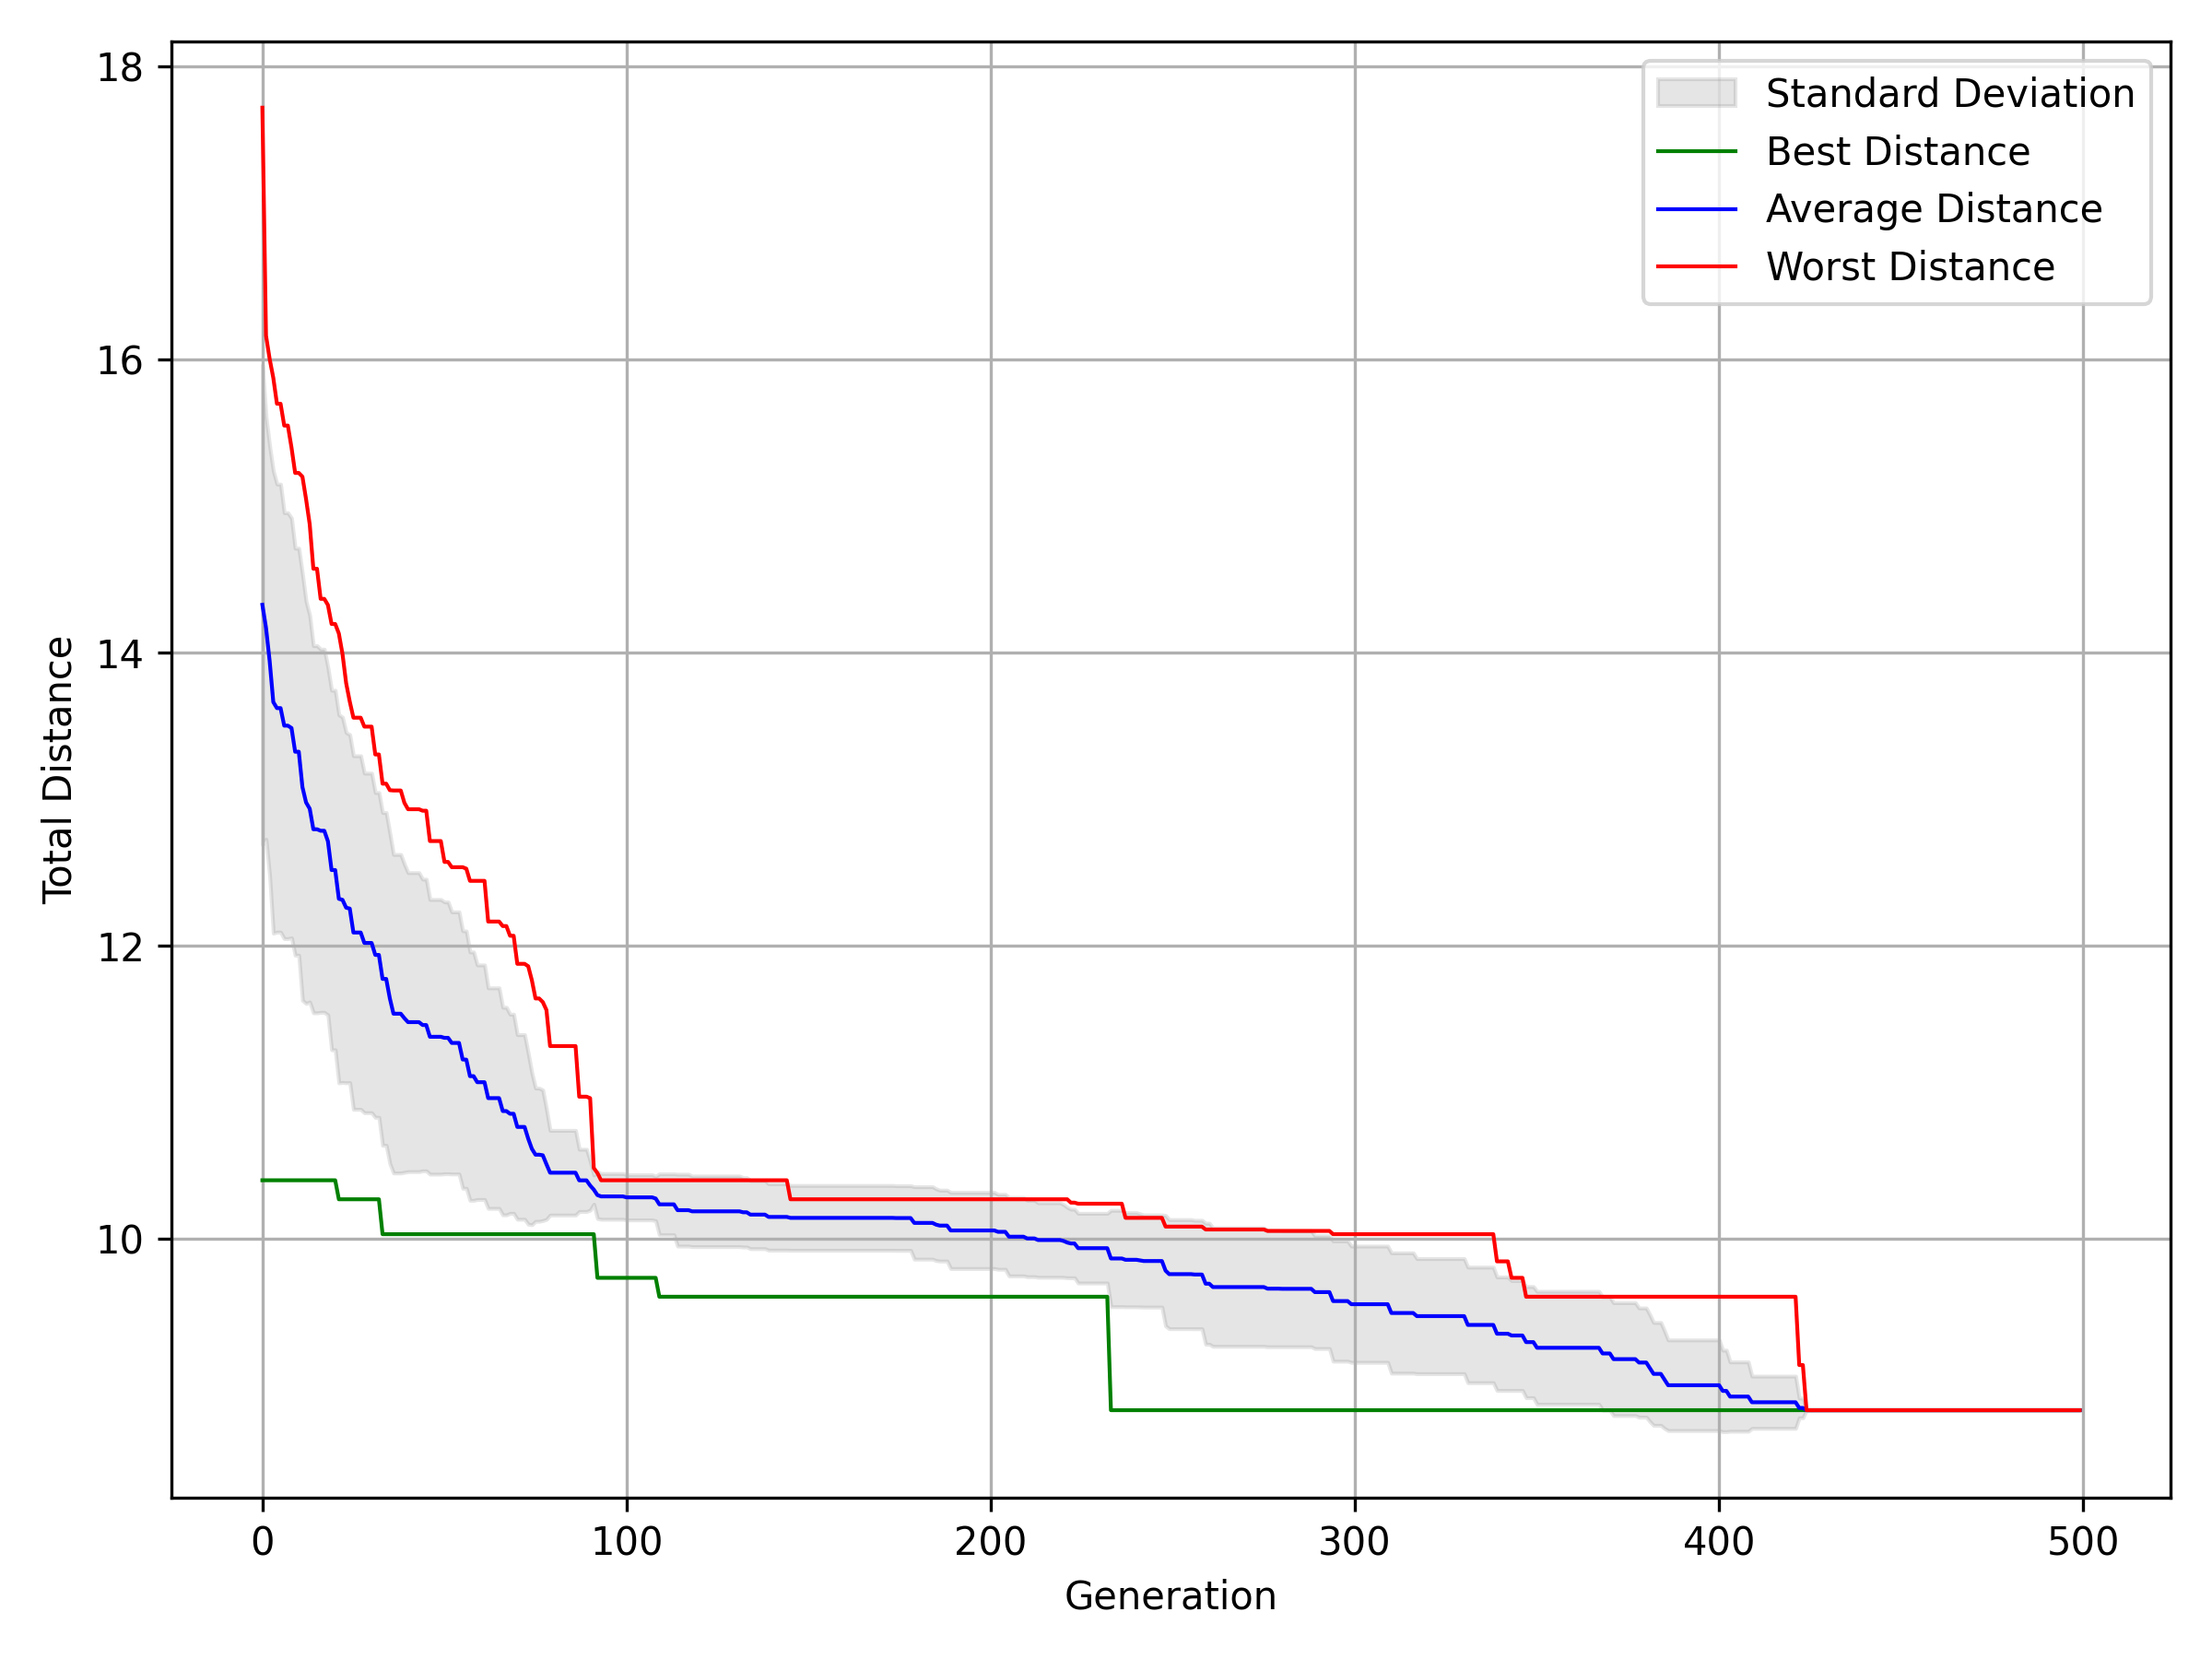 18
16
14
12
10
Total Distance
0 100 200 300 400 500
Generation
Standard Deviation
Best Distance
Average Distance
Worst Distance